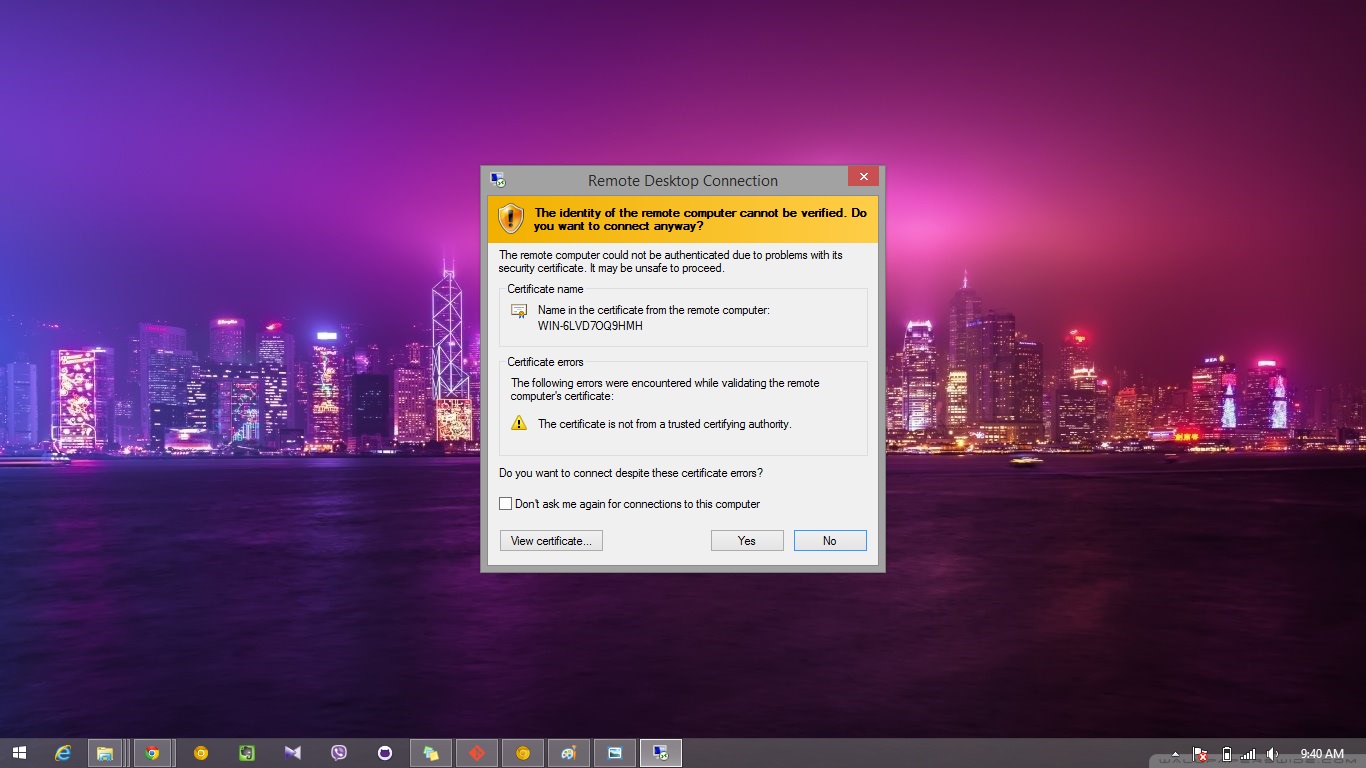 Remote Desktop Connection
The identity of the remote computer cannot be verified. Do
you want to connect anyway?
The remote computer could not be authenticated due to problems with its
security certificate. It may be unsafe to proceed.
Certificate name
Name in the certificate from the remote computer:
WIN-6LVD7OQ9HMH
Certificate errors
The following errors were encountered while validating the remote
computer's certificate:
The certificate is not from a trusted certifying authority.
Do you want to connect despite these certificate errors?
Don't ask me again for connections to this computer
View certificate...
Yes
No
9:40 AM